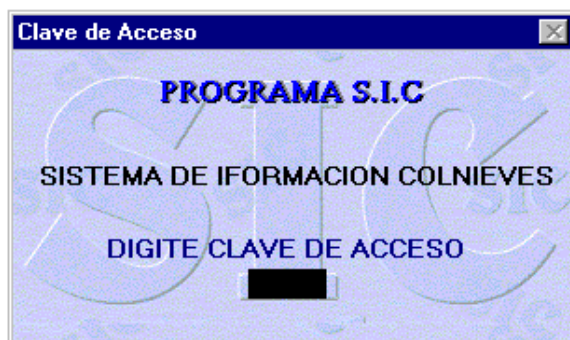 Clave de Acceso
PROGRAMA S.I.C
SISTEMA DE IFORMACION COLNIEVES
DIGITE CLAVE DE ACCESO